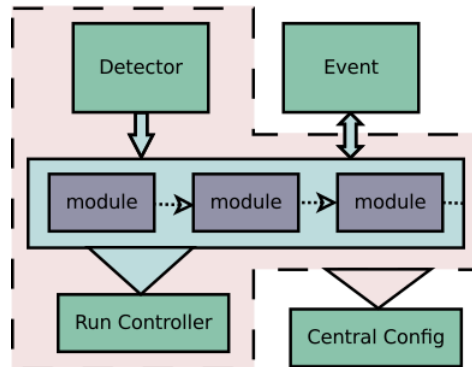 Detector
Event
module
module
module
Run Controller
Central Config